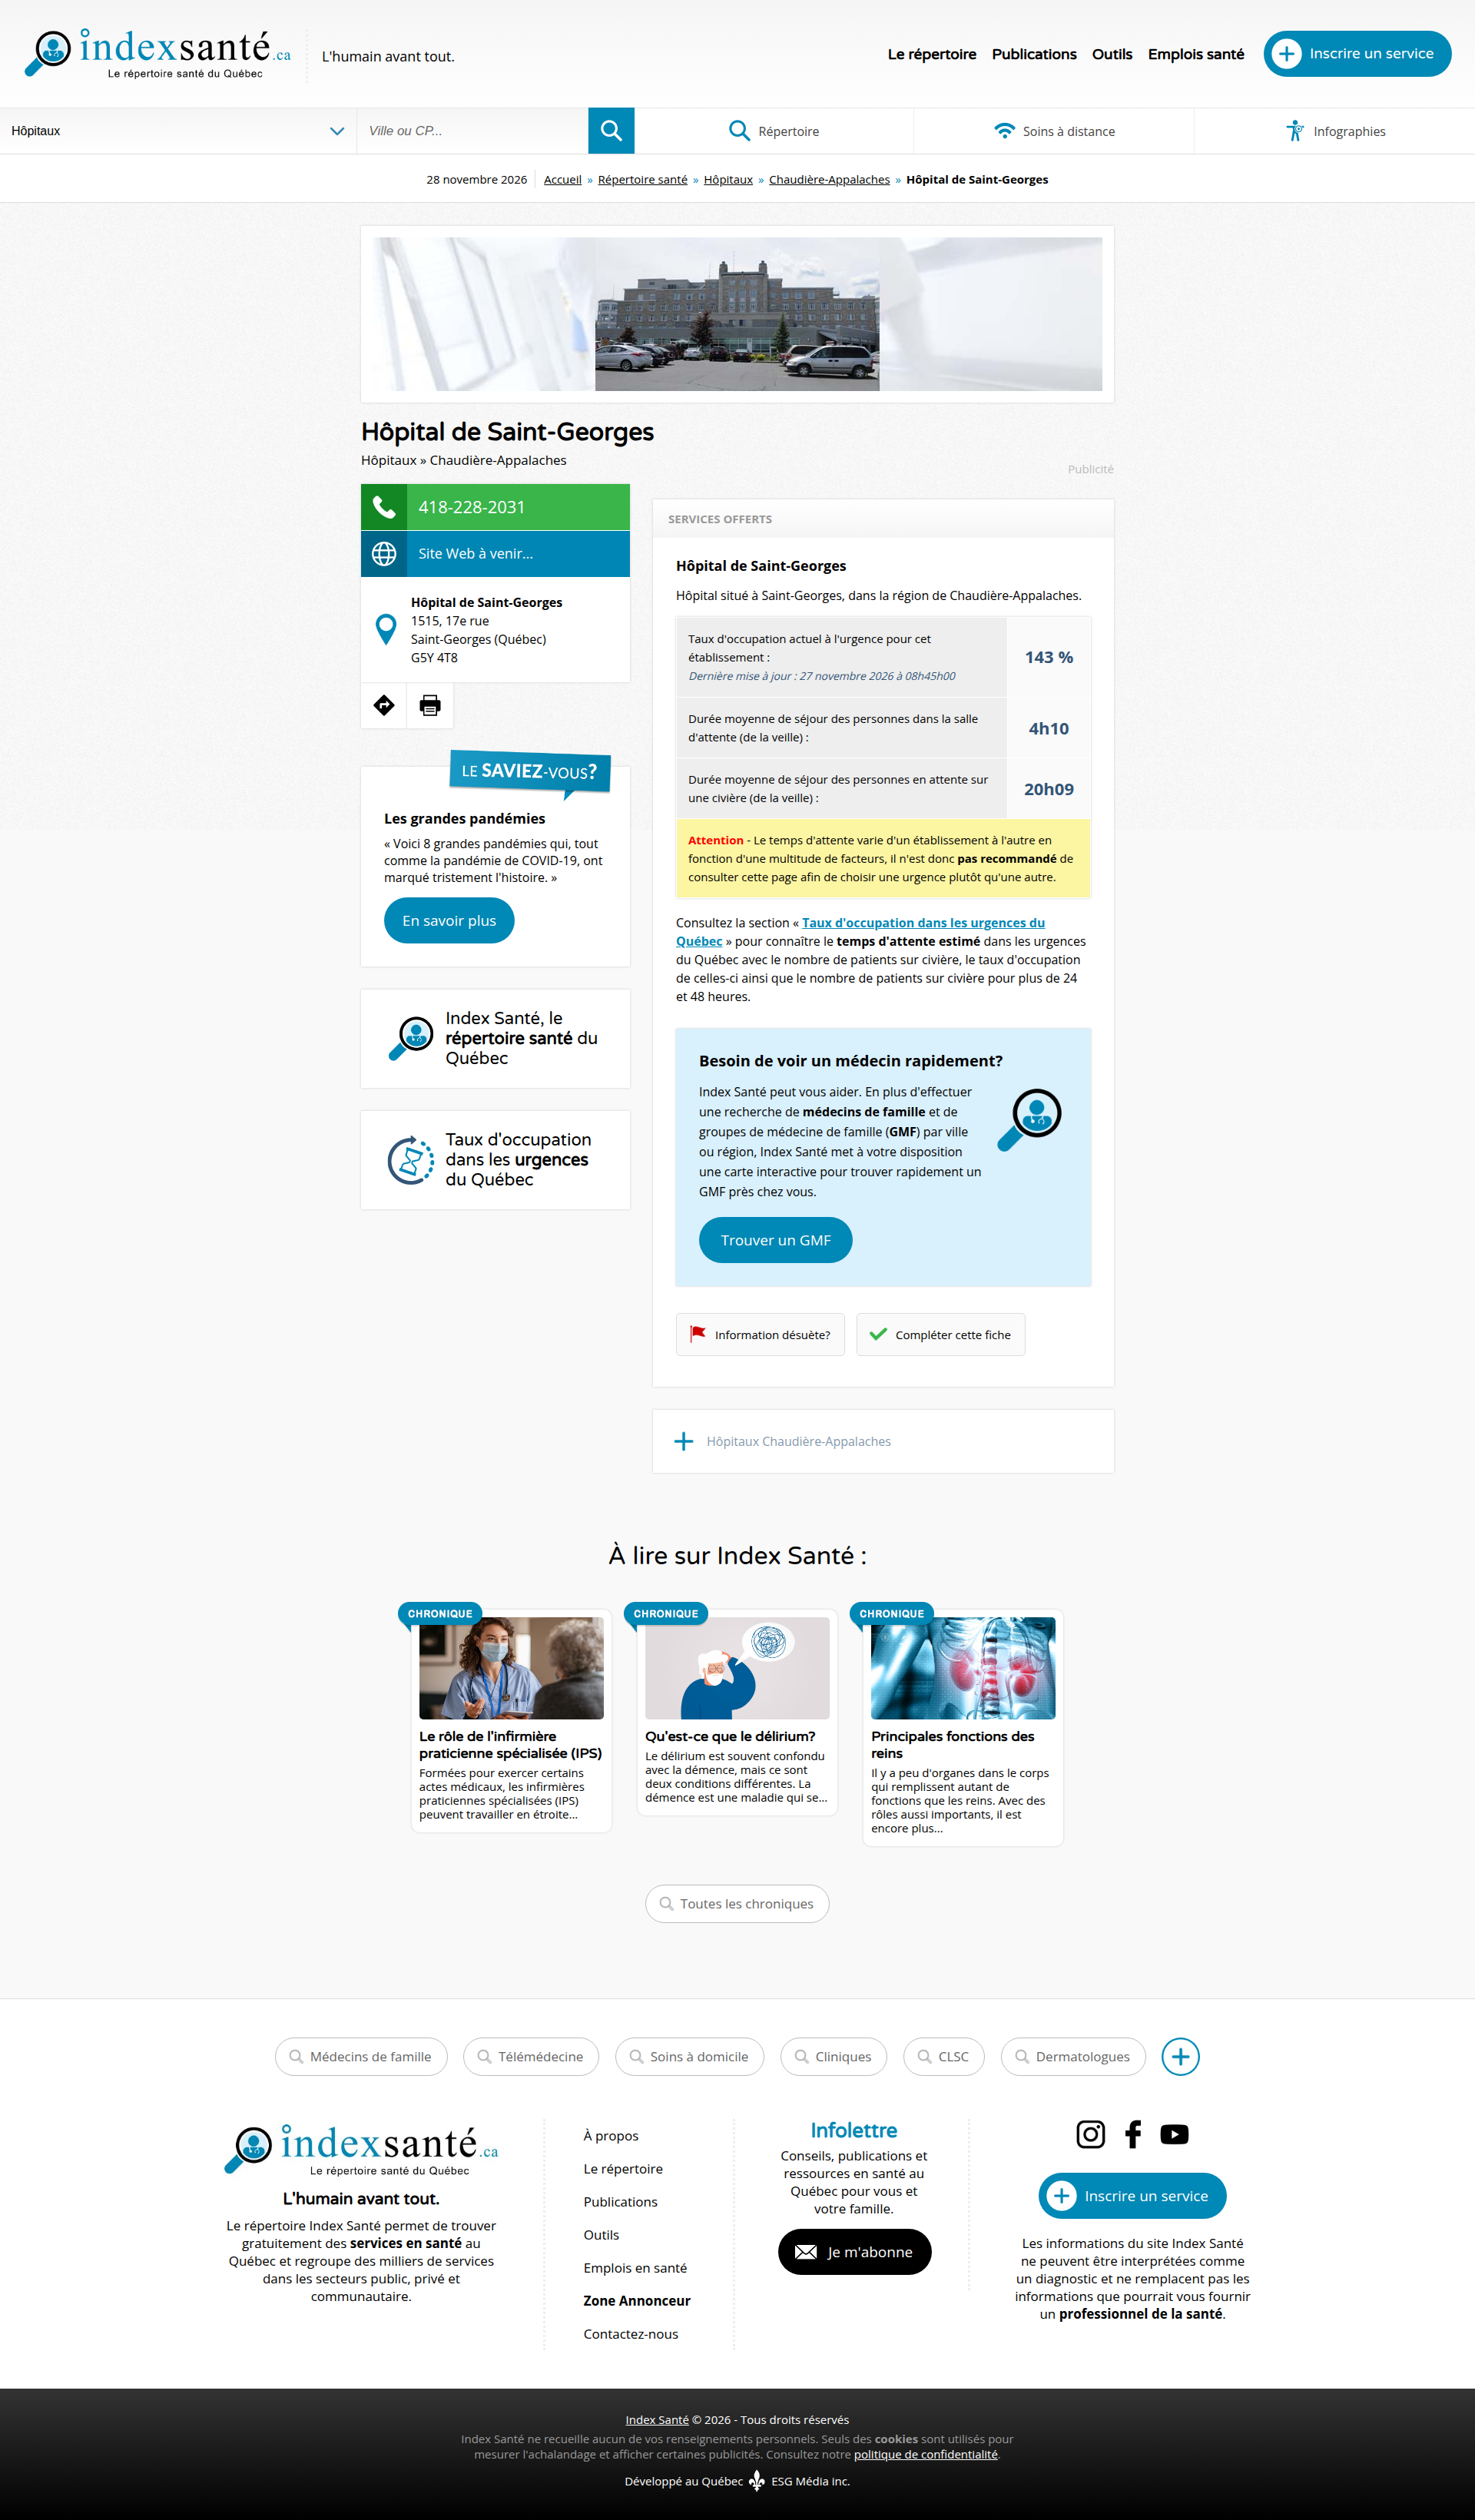 indexsanté.ca
Le répertoire santé du Québec
L'humain avant tout.
Le répertoire
Publications
Outils
Emplois santé
Inscrire un service
Hôpitaux
Ville ou CP...
Répertoire
Soins à distance
Infographies
28 novembre 2026
Accueil » Répertoire santé » Hôpitaux » Chaudière-Appalaches » Hôpital de Saint-Georges
Hôpital de Saint-Georges
Hôpitaux » Chaudière-Appalaches
Publicité
418-228-2031
Site Web à venir...
Hôpital de Saint-Georges
1515, 17e rue
Saint-Georges (Québec)
G5Y 4T8
LE SAVIEZ-VOUS?
Les grandes pandémies
« Voici 8 grandes pandémies qui, tout
comme la pandémie de COVID-19, ont
marqué tristement l'histoire. »
En savoir plus
Index Santé, le
répertoire santé du
Québec
Taux d'occupation
dans les urgences
du Québec
SERVICES OFFERTS
Hôpital de Saint-Georges
Hôpital situé à Saint-Georges, dans la région de Chaudière-Appalaches.
Taux d'occupation actuel à l'urgence pour cet
établissement :
Dernière mise à jour : 27 novembre 2026 à 08h45h00
143 %
Durée moyenne de séjour des personnes dans la salle
d'attente (de la veille) :
4h10
Durée moyenne de séjour des personnes en attente sur
une civière (de la veille) :
20h09
Attention - Le temps d'attente varie d'un établissement à l'autre en
fonction d'une multitude de facteurs, il n'est donc pas recommandé de
consulter cette page afin de choisir une urgence plutôt qu'une autre.
Consultez la section « Taux d'occupation dans les urgences du
Québec » pour connaître le temps d'attente estimé dans les urgences
du Québec avec le nombre de patients sur civière, le taux d'occupation
de celles-ci ainsi que le nombre de patients sur civière pour plus de 24
et 48 heures.
Besoin de voir un médecin rapidement?
Index Santé peut vous aider. En plus d'effectuer
une recherche de médecins de famille et de
groupes de médecine de famille (GMF) par ville
ou région, Index Santé met à votre disposition
une carte interactive pour trouver rapidement un
GMF près chez vous.
Trouver un GMF
Information désuète?
Compléter cette fiche
Hôpitaux Chaudière-Appalaches
À lire sur Index Santé :
CHRONIQUE
Le rôle de l'infirmière
praticienne spécialisée (IPS)
Formées pour exercer certains
actes médicaux, les infirmières
praticiennes spécialisées (IPS)
peuvent travailler en étroite...
CHRONIQUE
Qu'est-ce que le délirium?
Le délirium est souvent confondu
avec la démence, mais ce sont
deux conditions différentes. La
démence est une maladie qui se...
CHRONIQUE
Principales fonctions des
reins
Il y a peu d'organes dans le corps
qui remplissent autant de
fonctions que les reins. Avec des
rôles aussi importants, il est
encore plus...
Toutes les chroniques
Médecins de famille
Télémédecine
Soins à domicile
Cliniques
CLSC
Dermatologues
indexsanté.ca
Le répertoire santé du Québec
L'humain avant tout.
Le répertoire Index Santé permet de trouver
gratuitement des services en santé au
Québec et regroupe des milliers de services
dans les secteurs public, privé et
communautaire.
À propos
Le répertoire
Publications
Outils
Emplois en santé
Zone Annonceur
Contactez-nous
Infolettre
Conseils, publications et
ressources en santé au
Québec pour vous et
votre famille.
Je m'abonne
Inscrire un service
Les informations du site Index Santé
ne peuvent être interprétées comme
un diagnostic et ne remplacent pas les
informations que pourrait vous fournir
un professionnel de la santé.
Index Santé © 2026 - Tous droits réservés
Index Santé ne recueille aucun de vos renseignements personnels. Seuls des cookies sont utilisés pour
mesurer l'achalandage et afficher certaines publicités. Consultez notre politique de confidentialité.
Développé au Québec ESG Média inc.